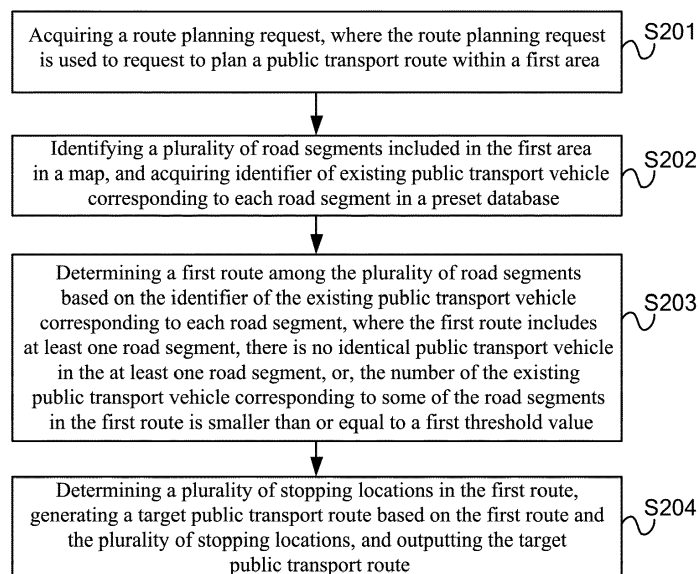 Acquiring a route planning request, where the route planning request
is used to request to plan a public transport route within a first area
S201
Identifying a plurality of road segments included in the first area
in a map, and acquiring identifier of existing public transport vehicle
corresponding to each road segment in a preset database
S202
Determining a first route among the plurality of road segments
based on the identifier of the existing public transport vehicle
corresponding to each road segment, where the first route includes
at least one road segment, there is no identical public transport vehicle
in the at least one road segment, or, the number of the existing
public transport vehicle corresponding to some of the road segments
in the first route is smaller than or equal to a first threshold value
S203
Determining a plurality of stopping locations in the first route,
generating a target public transport route based on the first route and
the plurality of stopping locations, and outputting the target
public transport route
S204